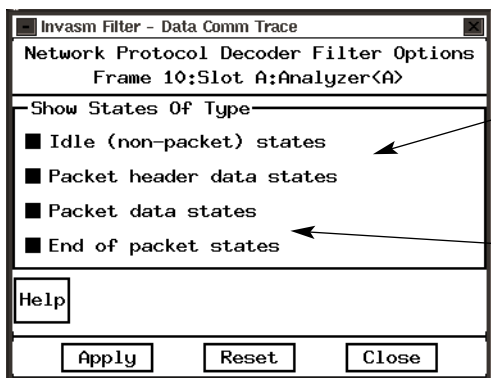 Invasm Filter - Data Comm Trace
Network Protocol Decoder Filter Options
Frame 10:Slot A:Analyzer<A>
Show States Of Type
Idle (non-packet) states
Packet header data states
Packet data states
End of packet states
Help
Apply Reset Close